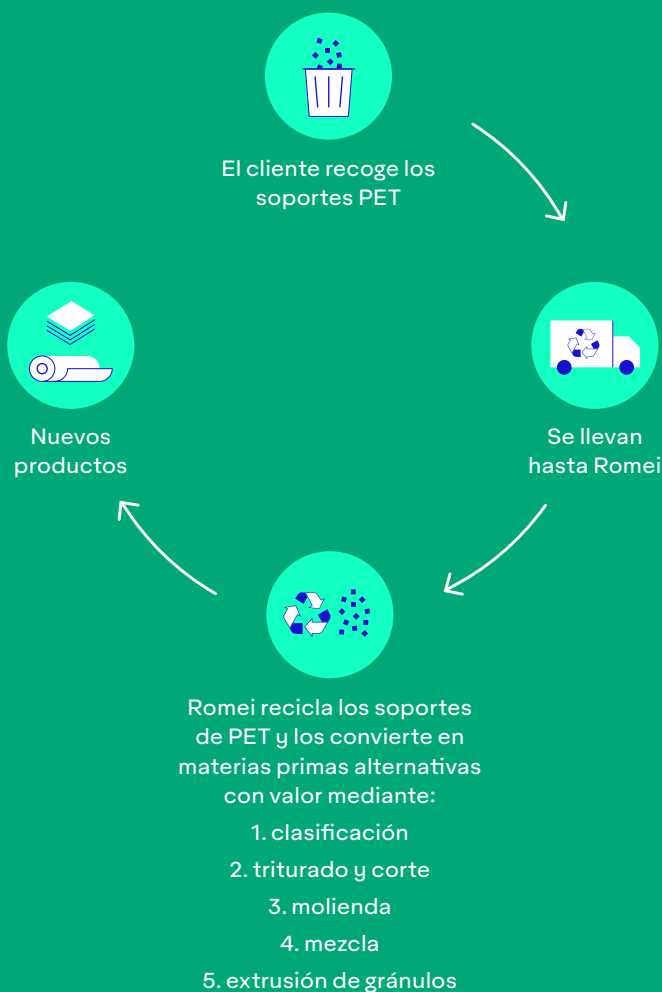 El cliente recoge los
soportes PET
Se llevan
hasta Romei
Romei recicla los soportes
de PET y los convierte en
materias primas alternativas
con valor mediante:
1. clasificación
2. triturado y corte
3. molienda
4. mezcla
5. extrusión de gránulos
Nuevos
productos